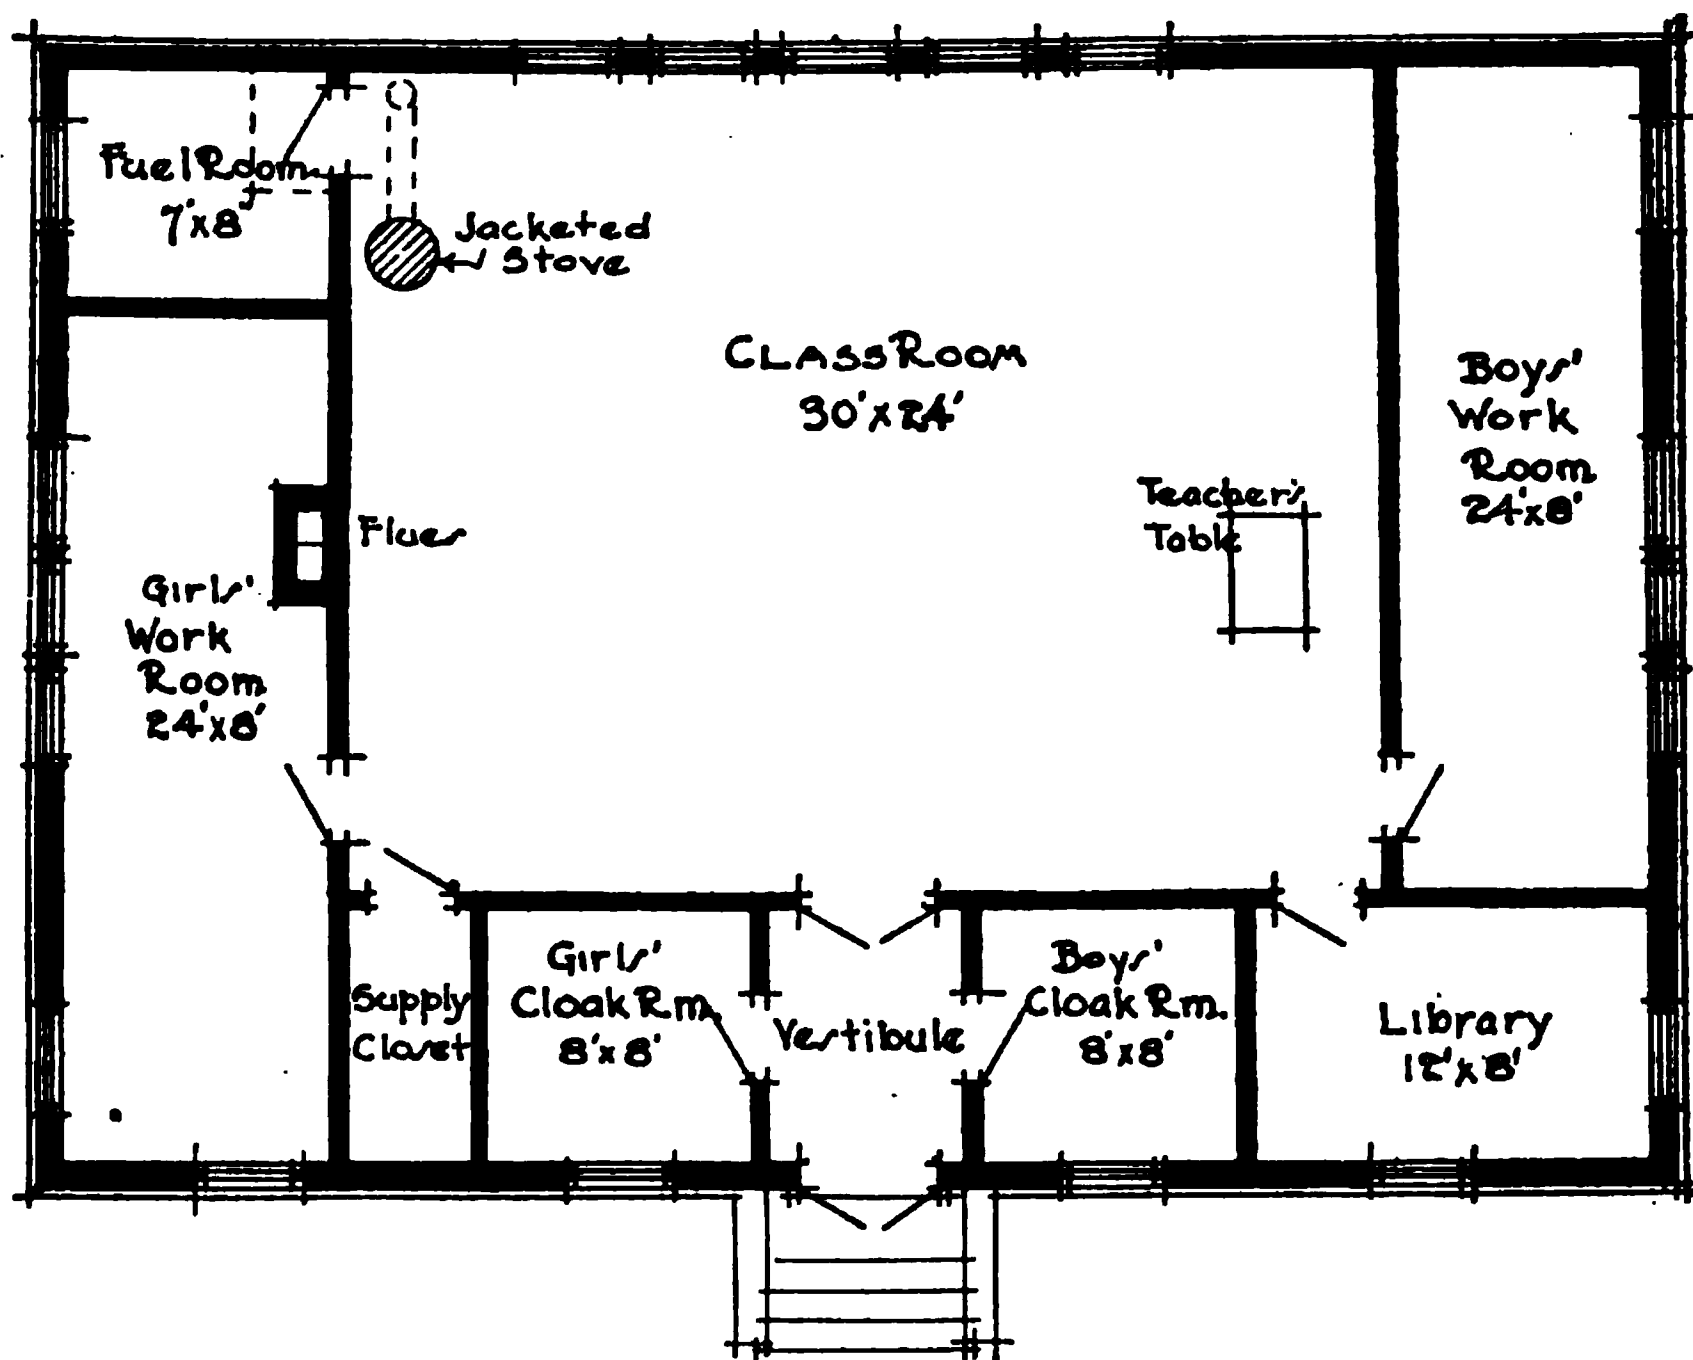 Fuel Room
7'x8'
Jacketed
Stove
CLASS ROOM
30'x24'
Boys'
Work
Room
24'x8'
Teacher's
Table
Flues
Girls'
Work
Room
24'x8'
Supply
Closet
Girls'
Cloak Rm.
8'x8'
Vestibule
Boys'
Cloak Rm.
8'x8'
Library
12'x8'